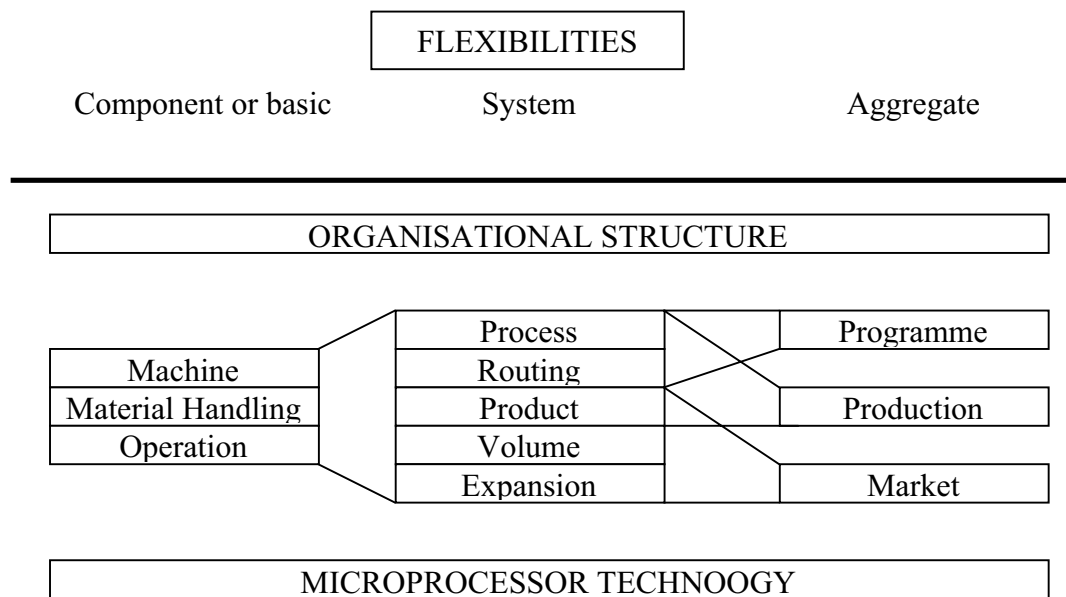 FLEXIBILITIES
Component or basic System Aggregate
ORGANISATIONAL STRUCTURE
Process Programme
Machine Routing
Material Handling Product Production
Operation Volume
Expansion Market
MICROPROCESSOR TECHNOOGY